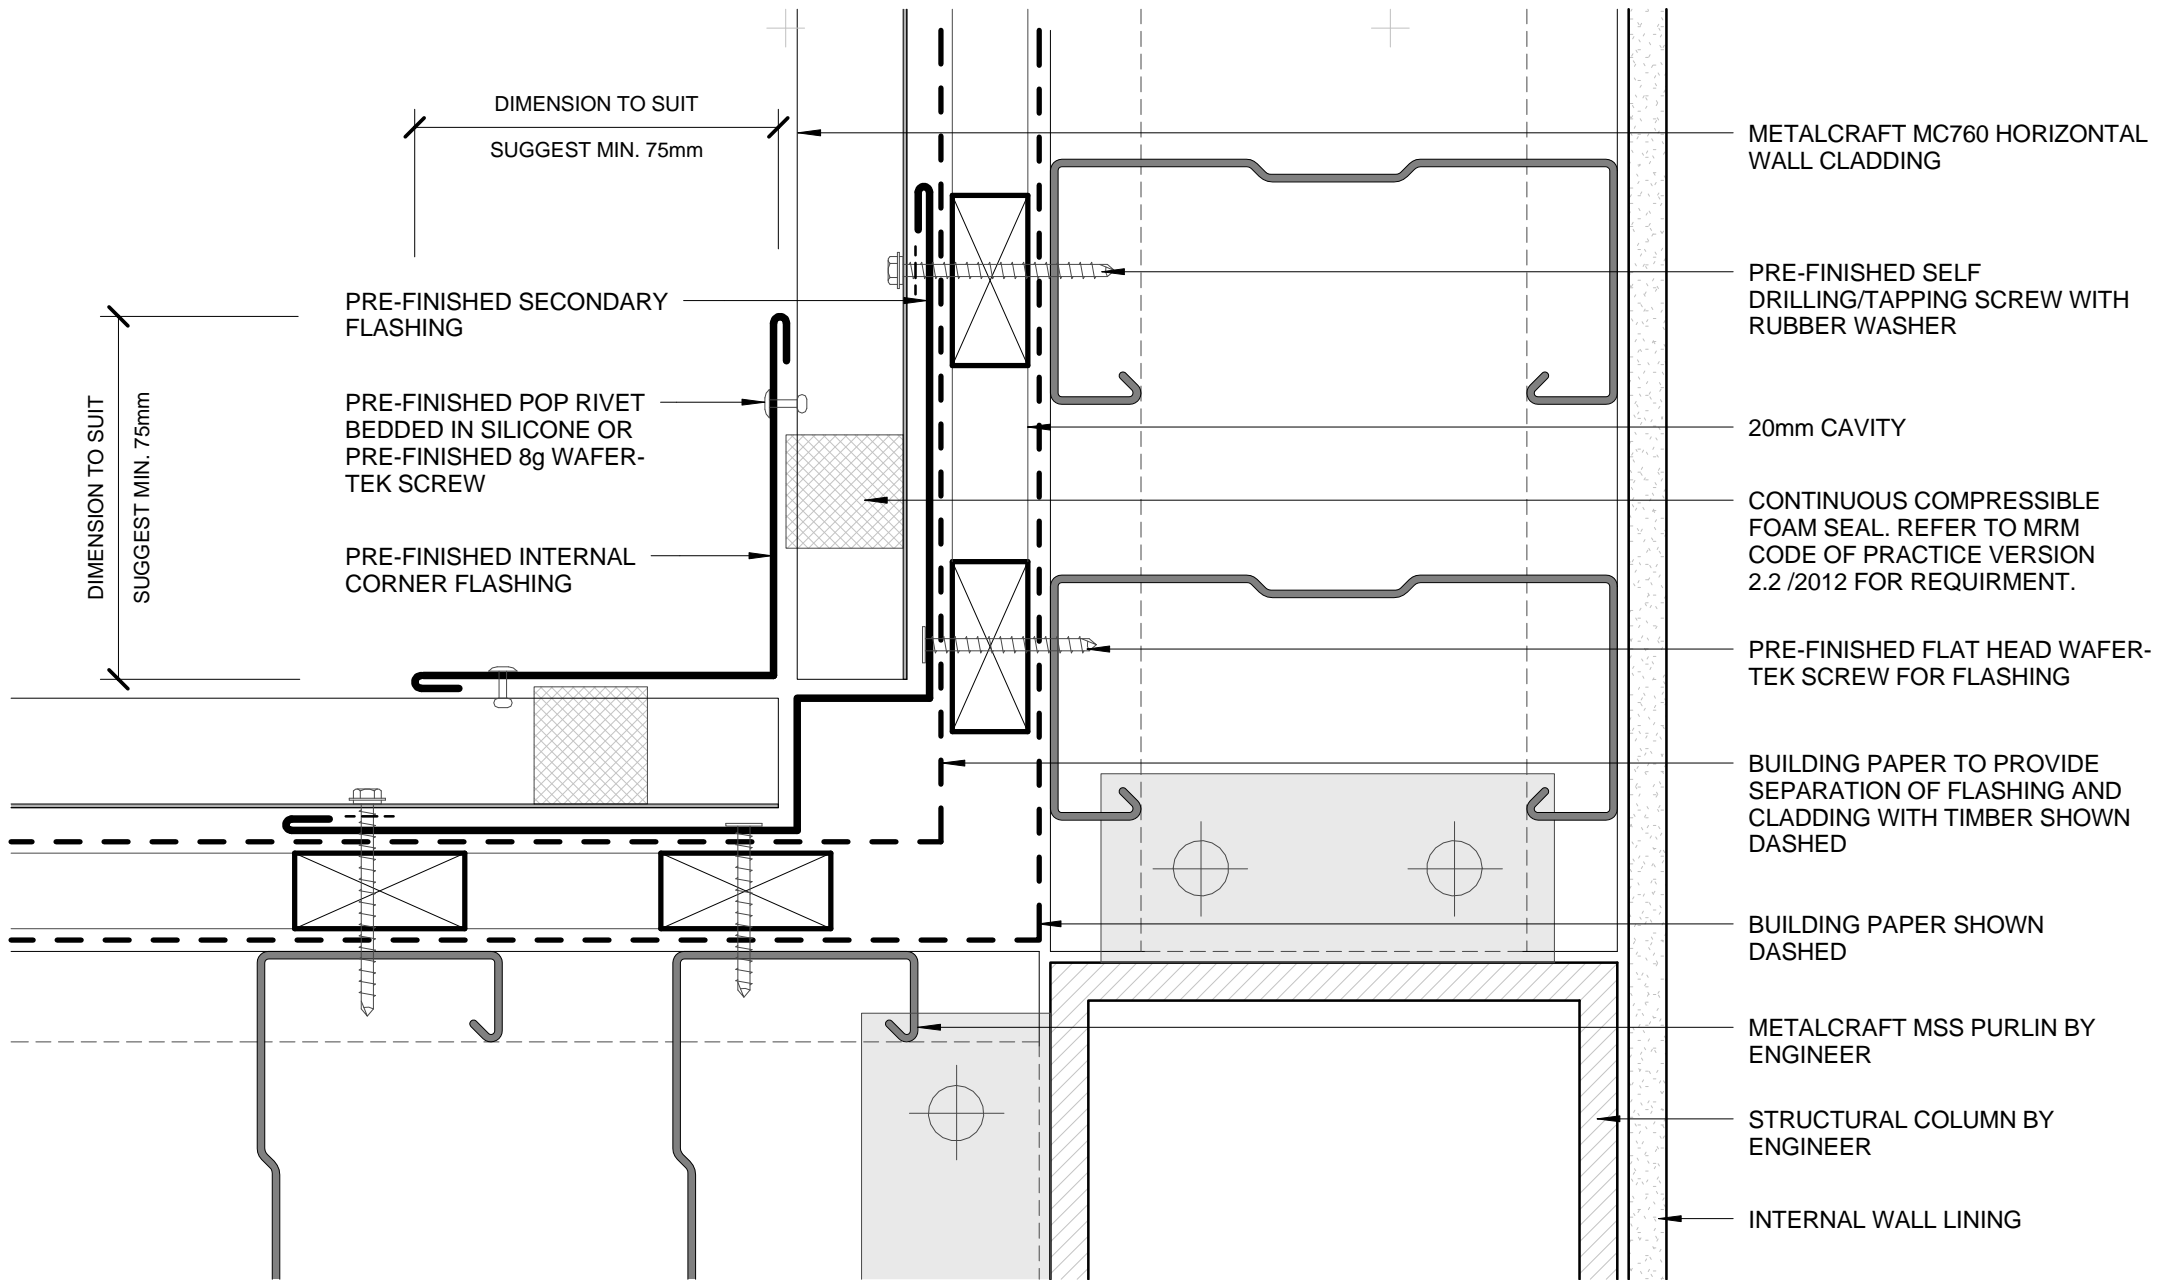 DIMENSION TO SUIT
SUGGEST MIN. 75mm
PRE-FINISHED SECONDARY
FLASHING
PRE-FINISHED POP RIVET
BEDDED IN SILICONE OR
PRE-FINISHED 8g WAFER-
TEK SCREW
PRE-FINISHED INTERNAL
CORNER FLASHING
DIMENSION TO SUIT
SUGGEST MIN. 75mm
METALCRAFT MC760 HORIZONTAL
WALL CLADDING
PRE-FINISHED SELF
DRILLING/TAPPING SCREW WITH
RUBBER WASHER
20mm CAVITY
CONTINUOUS COMPRESSIBLE
FOAM SEAL. REFER TO MRM
CODE OF PRACTICE VERSION
2.2 /2012 FOR REQUIRMENT.
PRE-FINISHED FLAT HEAD WAFER-
TEK SCREW FOR FLASHING
BUILDING PAPER TO PROVIDE
SEPARATION OF FLASHING AND
CLADDING WITH TIMBER SHOWN
DASHED
BUILDING PAPER SHOWN
DASHED
METALCRAFT MSS PURLIN BY
ENGINEER
STRUCTURAL COLUMN BY
ENGINEER
INTERNAL WALL LINING